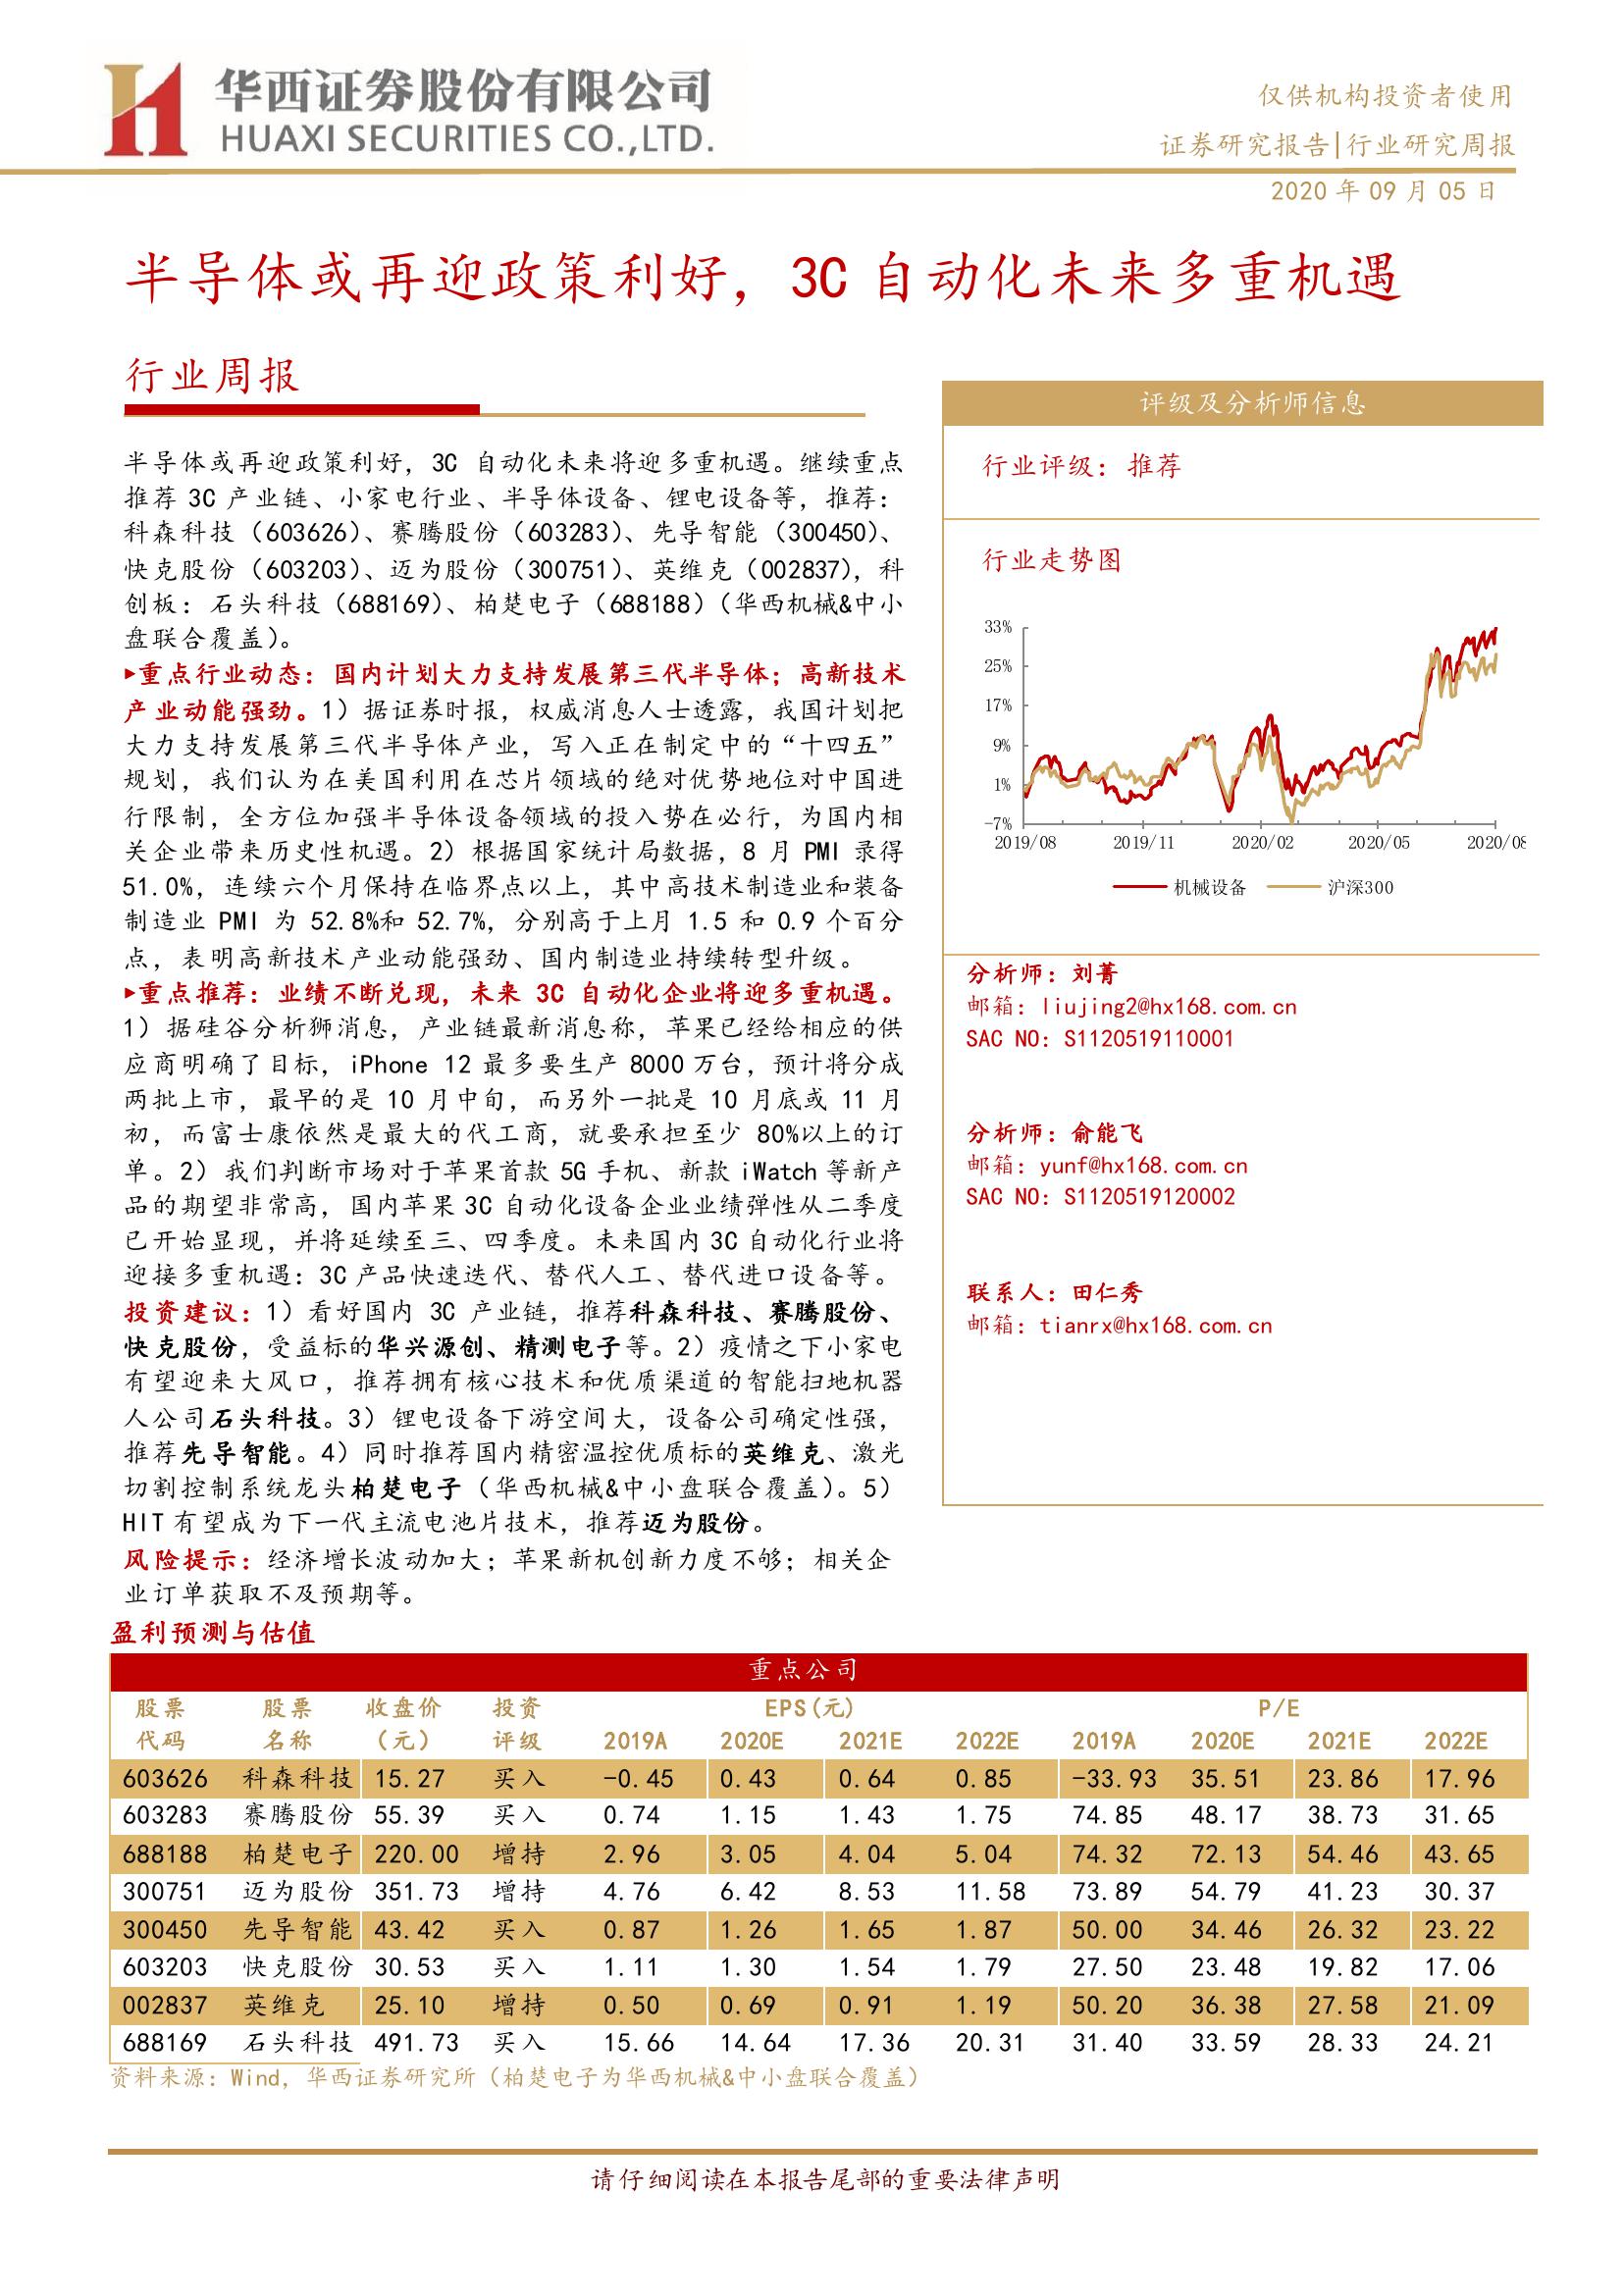 华西证券股份有限公司
HUAXI SECURITIES CO.,LTD.
仅供机构投资者使用
证券研究报告|行业研究周报
2020 年 09 月 05 日
半导体或再迎政策利好，3C 自动化未来多重机遇
行业周报
半导体或再迎政策利好，3C 自动化未来将迎多重机遇。继续重点
推荐 3C 产业链、小家电行业、半导体设备、锂电设备等，推荐：
科森科技（603626）、赛腾股份（603283）、先导智能（300450）、
快克股份（603203）、迈为股份（300751）、英维克（002837），科
创板：石头科技（688169）、柏楚电子（688188）（华西机械&中小
盘联合覆盖）。
▸重点行业动态：国内计划大力支持发展第三代半导体；高新技术
产业动能强劲。1）据证券时报，权威消息人士透露，我国计划把
大力支持发展第三代半导体产业，写入正在制定中的“十四五”
规划，我们认为在美国利用在芯片领域的绝对优势地位对中国进
行限制，全方位加强半导体设备领域的投入势在必行，为国内相
关企业带来历史性机遇。2）根据国家统计局数据，8 月 PMI 录得
51.0%，连续六个月保持在临界点以上，其中高技术制造业和装备
制造业 PMI 为 52.8%和 52.7%，分别高于上月 1.5 和 0.9 个百分
点，表明高新技术产业动能强劲、国内制造业持续转型升级。
▸重点推荐：业绩不断兑现，未来 3C 自动化企业将迎多重机遇。
1）据硅谷分析狮消息，产业链最新消息称，苹果已经给相应的供
应商明确了目标，iPhone 12 最多要生产 8000 万台，预计将分成
两批上市，最早的是 10 月中旬，而另外一批是 10 月底或 11 月
初，而富士康依然是最大的代工商，就要承担至少 80%以上的订
单。2）我们判断市场对于苹果首款 5G 手机、新款 iWatch 等新产
品的期望非常高，国内苹果 3C 自动化设备企业业绩弹性从二季度
已开始显现，并将延续至三、四季度。未来国内 3C 自动化行业将
迎接多重机遇：3C 产品快速迭代、替代人工、替代进口设备等。
投资建议：1）看好国内 3C 产业链，推荐科森科技、赛腾股份、
快克股份，受益标的华兴源创、精测电子等。2）疫情之下小家电
有望迎来大风口，推荐拥有核心技术和优质渠道的智能扫地机器
人公司石头科技。3）锂电设备下游空间大，设备公司确定性强，
推荐先导智能。4）同时推荐国内精密温控优质标的英维克、激光
切割控制系统龙头柏楚电子（华西机械&中小盘联合覆盖）。5）
HIT 有望成为下一代主流电池片技术，推荐迈为股份。
风险提示：经济增长波动加大；苹果新机创新力度不够；相关企
业订单获取不及预期等。
评级及分析师信息
行业评级：推荐
行业走势图
33%
25%
17%
9%
1%
-7%
2019/08 2019/11 2020/02 2020/05 2020/08
机械设备 沪深300
分析师：刘菁
邮箱：liujing2@hx168.com.cn
SAC NO：S1120519110001
分析师：俞能飞
邮箱：yunf@hx168.com.cn
SAC NO：S1120519120002
联系人：田仁秀
邮箱：tianrx@hx168.com.cn
盈利预测与估值
重点公司
股票 股票 收盘价 投资 EPS(元) P/E
代码 名称 （元） 评级 2019A 2020E 2021E 2022E 2019A 2020E 2021E 2022E
603626 科森科技 15.27 买入 -0.45 0.43 0.64 0.85 -33.93 35.51 23.86 17.96
603283 赛腾股份 55.39 买入 0.74 1.15 1.43 1.75 74.85 48.17 38.73 31.65
688188 柏楚电子 220.00 增持 2.96 3.05 4.04 5.04 74.32 72.13 54.46 43.65
300751 迈为股份 351.73 增持 4.76 6.42 8.53 11.58 73.89 54.79 41.23 30.37
300450 先导智能 43.42 买入 0.87 1.26 1.65 1.87 50.00 34.46 26.32 23.22
603203 快克股份 30.53 买入 1.11 1.30 1.54 1.79 27.50 23.48 19.82 17.06
002837 英维克 25.10 增持 0.50 0.69 0.91 1.19 50.20 36.38 27.58 21.09
688169 石头科技 491.73 买入 15.66 14.64 17.36 20.31 31.40 33.59 28.33 24.21
资料来源：Wind，华西证券研究所（柏楚电子为华西机械&中小盘联合覆盖）
请仔细阅读在本报告尾部的重要法律声明